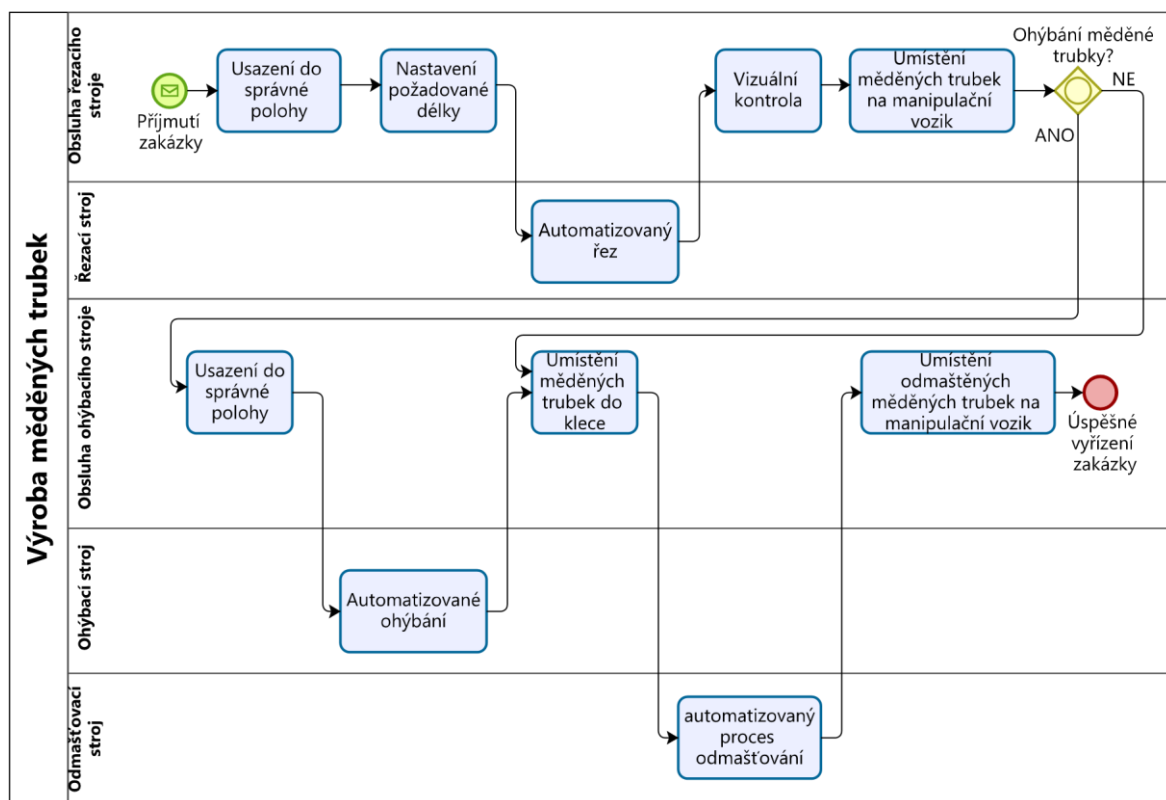 Výroba měděných trubek
Obsluha řezacího
stroje
Příjmutí
zakázky
Usazení do
správné
polohy
Nastavení
požadované
délky
Vizuální
kontrola
Umístění
měděných trubek
na manipulační
vozik
Ohýbání měděné
trubky?
NE
ANO
Řezací stroj
Automatizovaný
řez
Obsluha ohýbacího stroje
Usazení do
správné
polohy
Umístění
měděných
trubek do
klece
Umístění
odmaštěných
měděných trubek na
manipulační vozik
Úspěšné
vyřízení
zakázky
Ohýbací stroj
Automatizované
ohýbání
Odmašťovací
stroj
automatizovaný
proces
odmašťování